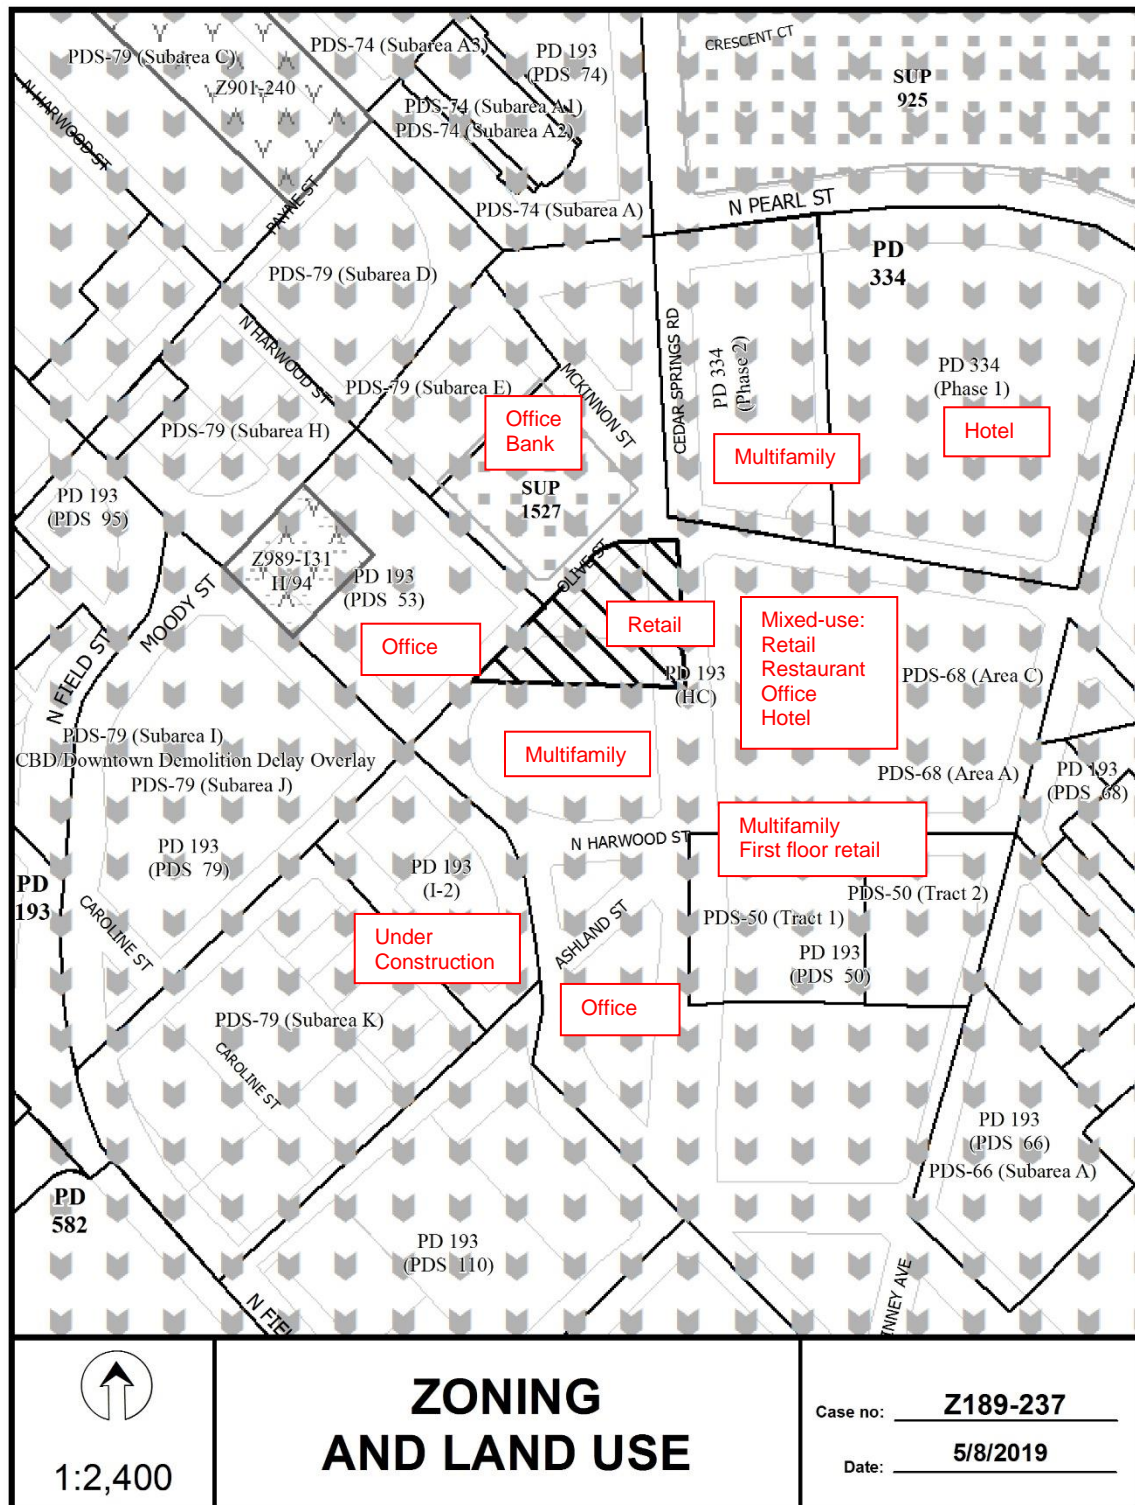 PDS-79 (Subarea C)
Z901-240
PDS-74 (Subarea A3)
PD 193
(PDS 74)
CRESCENT CT
SUP
925
N HARWOOD ST
PDS-74 (Subarea A1)
PDS-74 (Subarea A2)
PAYNE ST
PDS-74 (Subarea A)
N PEARL ST
PD
334
PDS-79 (Subarea D)
N HARWOOD ST
PDS-79 (Subarea E)
MCKINNON ST
CEDAR SPRINGS RD
PD 334
(Phase 2)
PD 334
(Phase 1)
Hotel
Office
Bank
Multifamily
PDS-79 (Subarea H)
SUP
1527
PD 193
(PDS 95)
Z989-131
H/94
PD 193
(PDS 53)
OLIVE ST
MOODY ST
N FIELD ST
Office
Retail
PD 193
(HC)
Mixed-use:
Retail
Restaurant
Office
Hotel
PDS-68 (Area C)
PDS-79 (Subarea I)
CBD/Downtown Demolition Delay Overlay
PDS-79 (Subarea J)
Multifamily
PDS-68 (Area A)
PD 193
(PDS 68)
N HARWOOD ST
Multifamily
First floor retail
PD 193
(PDS 79)
PD 193
(I-2)
PD
193
CAROLINE ST
PDS-50 (Tract 2)
PDS-50 (Tract 1)
PD 193
(PDS 50)
ASHLAND ST
Under
Construction
Office
PDS-79 (Subarea K)
CAROLINE ST
PD 193
(PDS 66)
PDS-66 (Subarea A)
PD
582
PD 193
(PDS 110)
N FIEL
INNEY AVE
1:2,400
ZONING
AND LAND USE
Case no: Z189-237
Date: 5/8/2019